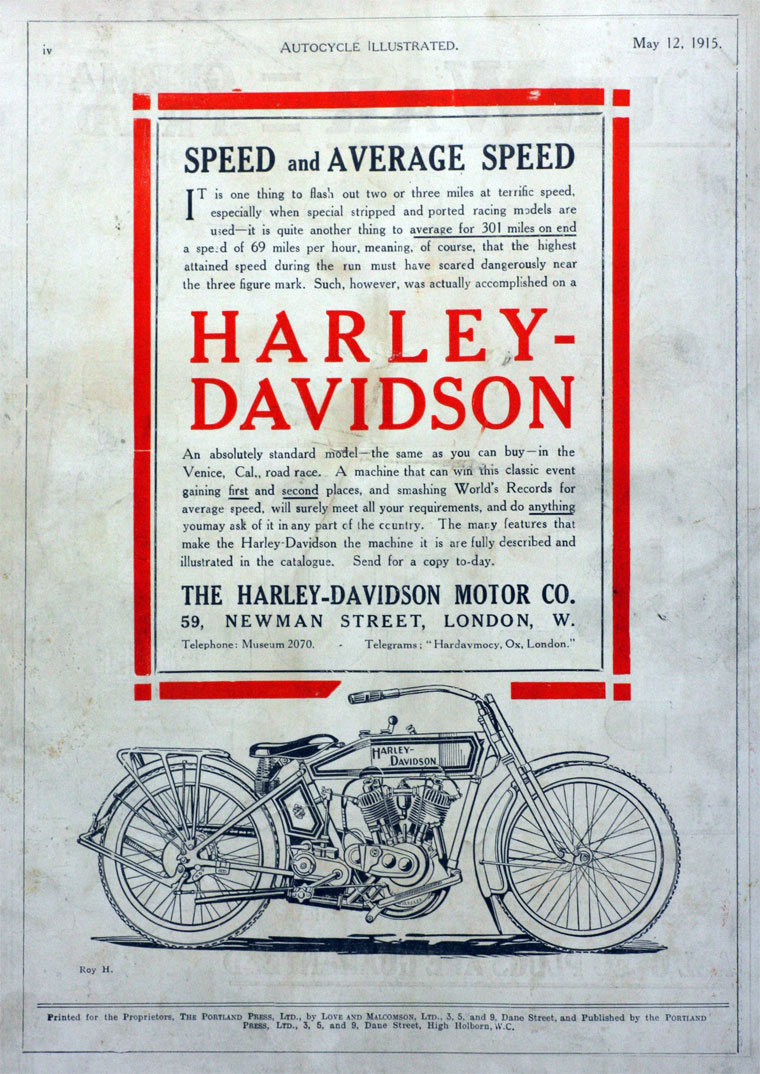 iv
AUTOCYCLE ILLUSTRATED.
May 12, 1915.
SPEED and AVERAGE SPEED
IT is one thing to flash out two or three miles at terrific speed,
especially when special stripped and ported racing models are
used—it is quite another thing to average for 301 miles on end
a speed of 69 miles per hour, meaning, of course, that the highest
attained speed during the run must have scared dangerously near
the three figure mark. Such, however, was actually accomplished on a
HARLEY-
DAVIDSON
An absolutely standard model—the same as you can buy—in the
Venice, Cal., road race. A machine that can win this classic event
gaining first and second places, and smashing World's Records for
average speed, will surely meet all your requirements, and do anything
youmay ask of it in any part of the country. The many features that
make the Harley-Davidson the machine it is are fully described and
illustrated in the catalogue. Send for a copy to-day.
THE HARLEY-DAVIDSON MOTOR CO.
59, NEWMAN STREET, LONDON, W.
Telephone: Museum 2070. - Telegrams: "Hardavmocy, Ox, London."
HARLEY-
DAVIDSON
Roy H.
Printed for the Proprietors, THE PORTLAND PRESS, LTD., by LOVE AND MALCOMSON, LTD., 3, 5, and 9, Dane Street, and Published by the PORTLAND
PRESS, LTD., 3, 5, and 9, Dane Street, High Holborn, W.C.